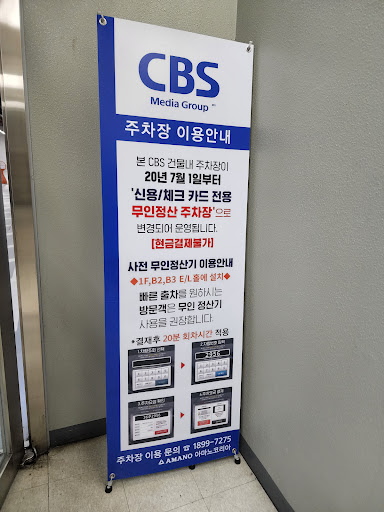 CBS
Media Group
주차장 이용안내
본 CBS 건물내 주차장이
20년 7월 1일부터
'신용/체크 카드 전용
무인정산 주차장'으로
변경되어 운영됩니다.
[현금결제불가]
사전 무인정산기 이용안내
◆1F,B2,B3 E/L홀에 설치◆
빠른 출차를 원하시는
방문객은 무인 정산기
사용을 권장합니다.
*결재후 20분 회차시간 적용
주차장 이용 문의 ☎ 1899-7275
AMANO 아마노코리아